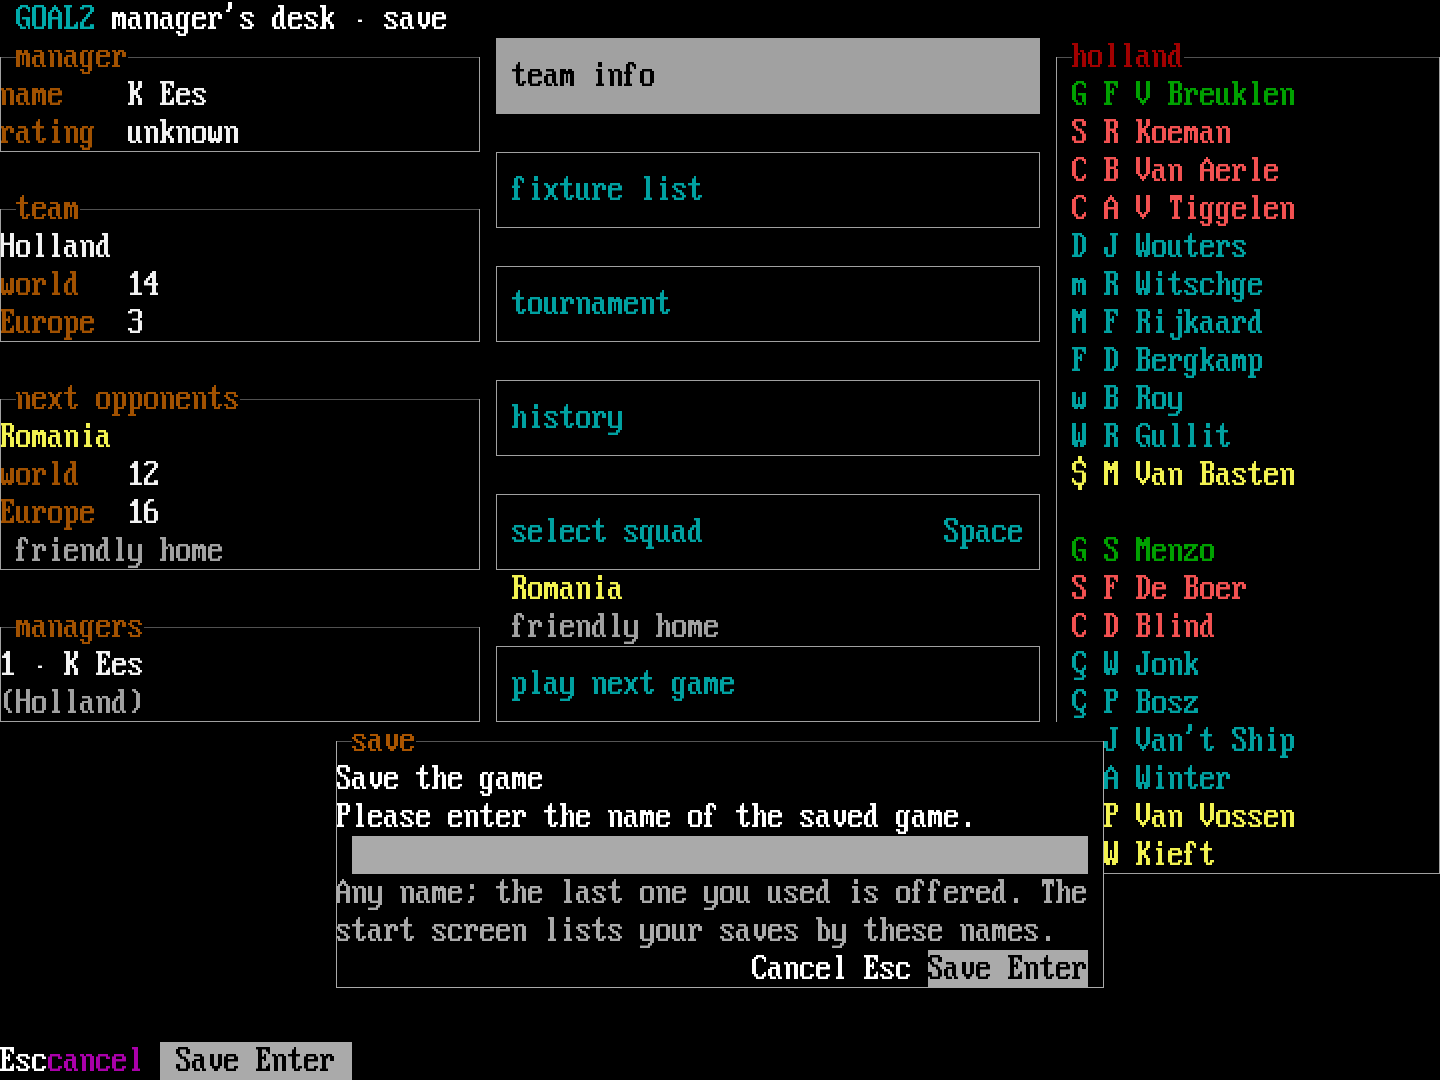 GOAL2 manager's desk · save
manager
name K Ees
rating unknown
team
Holland
world 14
Europe 3
next opponents
Romania
world 12
Europe 16
friendly home
managers
1 · K Ees
(Holland)
team info
fixture list
tournament
history
select squad Space
Romania
friendly home
play next game
holland
G F V Breuklen
S R Koeman
C B Van Aerle
C A V Tiggelen
D J Wouters
m R Witschge
M F Rijkaard
F D Bergkamp
w B Roy
W R Gullit
$ M Van Basten
G S Menzo
S F De Boer
C D Blind
Ç W Jonk
Ç P Bosz
J Van't Ship
A Winter
P Van Vossen
W Kieft
save
Save the game
Please enter the name of the saved game.
Any name; the last one you used is offered. The
start screen lists your saves by these names.
Cancel Esc Save Enter
Esccancel Save Enter